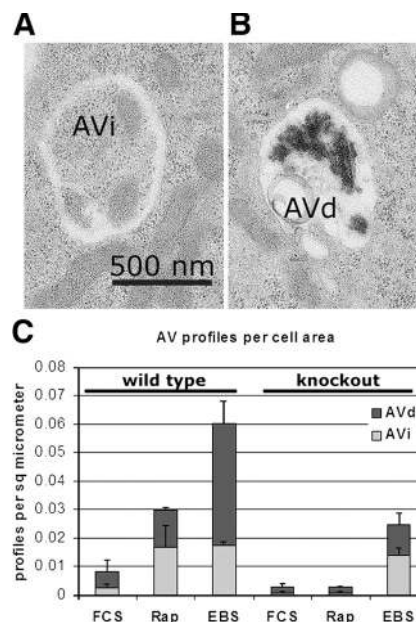 A
B
AVi
AVd
500 nm
C
AV profiles per cell area
profiles per sq micrometer
0.08
0.07
0.06
0.05
0.04
0.03
0.02
0.01
0
wild type
knockout
AVd
AVi
FCS Rap EBS FCS Rap EBS